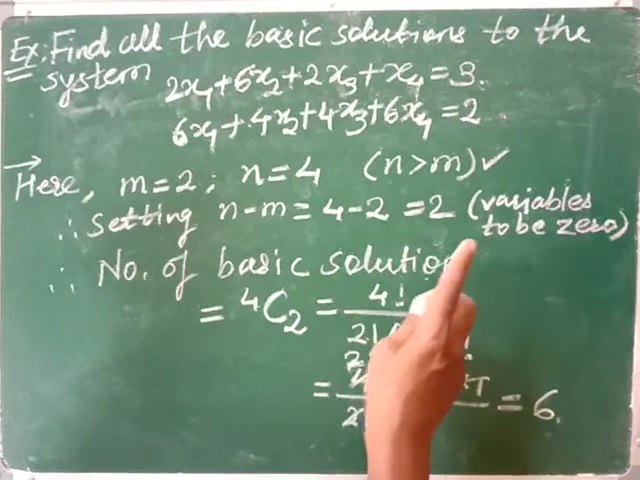 Ex: Find all the basic solutions to the
system 2x₁+6x₂+2x₃+x₄=3.
6x₁+4x₂+4x₃+6x₄=2
→ Here, m=2; n=4 (n>m)✓
∴ Setting n-m = 4-2 = 2 (variables
to be zero)
∴ No. of basic solution
= ⁴C₂ = 4!
2!
= = 6.